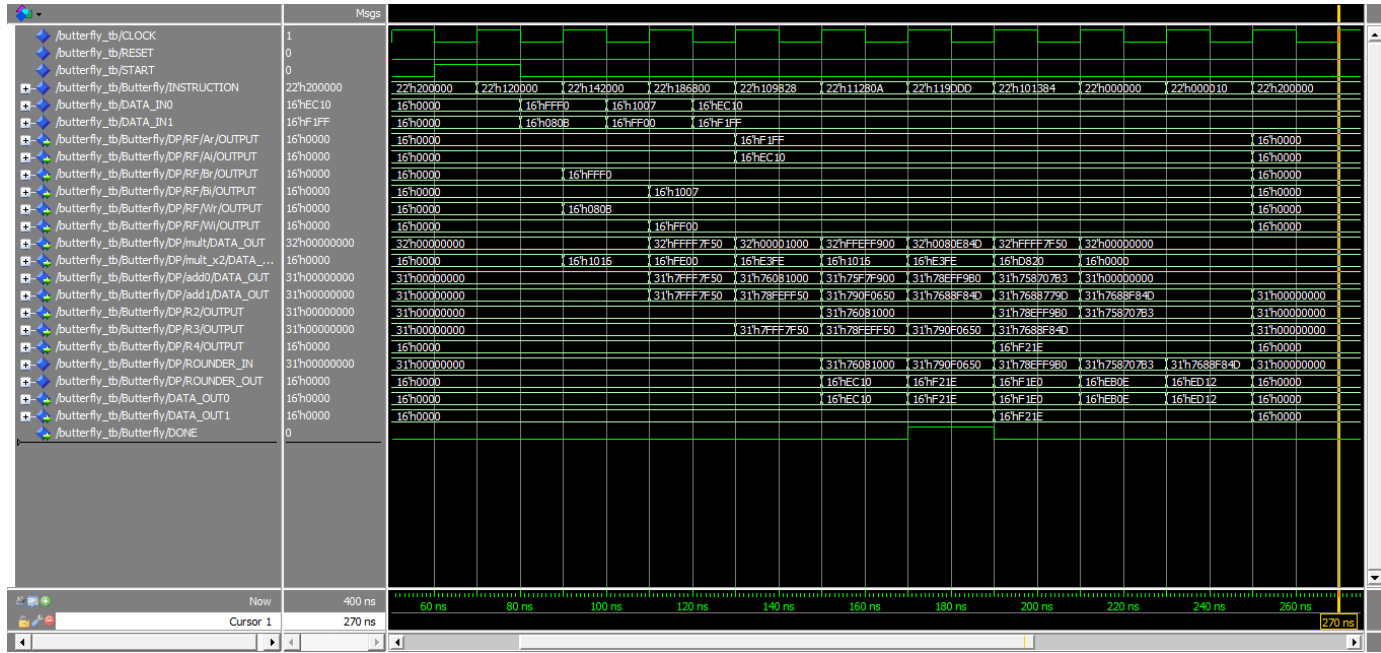 Msgs
/butterfly_tb/CLOCK 1
/butterfly_tb/RESET 0
/butterfly_tb/START 0
/butterfly_tb/Butterfly/INSTRUCTION 22'h200000 22'h200000 22'h120000 22'h142000 22'h186800 22'h109828 22'h11280A 22'h119DDD 22'h101384 22'h000000 22'h000010 22'h200000
/butterfly_tb/DATA_IN0 16'hEC10 16'h0000 16'hFFF0 16'h1007 16'hEC10
/butterfly_tb/DATA_IN1 16'hF1FF 16'h0000 16'h080B 16'hFF00 16'hF1FF
/butterfly_tb/Butterfly/DP/RF/Ar/OUTPUT 16'h0000 16'h0000 16'hF1FF 16'h0000
/butterfly_tb/Butterfly/DP/RF/Ai/OUTPUT 16'h0000 16'h0000 16'hEC10 16'h0000
/butterfly_tb/Butterfly/DP/RF/Br/OUTPUT 16'h0000 16'h0000 16'hFFF0 16'h0000
/butterfly_tb/Butterfly/DP/RF/Bi/OUTPUT 16'h0000 16'h0000 16'h1007 16'h0000
/butterfly_tb/Butterfly/DP/RF/Wr/OUTPUT 16'h0000 16'h0000 16'h080B 16'h0000
/butterfly_tb/Butterfly/DP/RF/Wi/OUTPUT 16'h0000 16'h0000 16'hFF00 16'h0000
/butterfly_tb/Butterfly/DP/mult/DATA_OUT 32'h00000000 32'h00000000 32'hFFFF7F50 32'h00001000 32'hFFEFF900 32'h0080E84D 32'hFFFF7F50 32'h00000000
/butterfly_tb/Butterfly/DP/mult_x2/DATA_... 16'h0000 16'h0000 16'h1016 16'hFE00 16'hE3FE 16'h1016 16'hE3FE 16'hD820 16'h0000
/butterfly_tb/Butterfly/DP/add0/DATA_OUT 31'h00000000 31'h00000000 31'h7FFF7F50 31'h76081000 31'h75F7F900 31'h78EFF9B0 31'h758707B3 31'h00000000
/butterfly_tb/Butterfly/DP/add1/DATA_OUT 31'h00000000 31'h00000000 31'h7FFF7F50 31'h78FEFF50 31'h790F0650 31'h7688F84D 31'h7688779D 31'h7688F84D 31'h00000000
/butterfly_tb/Butterfly/DP/R2/OUTPUT 31'h00000000 31'h00000000 31'h76081000 31'h78EFF9B0 31'h758707B3 31'h00000000
/butterfly_tb/Butterfly/DP/R3/OUTPUT 31'h00000000 31'h00000000 31'h7FFF7F50 31'h78FEFF50 31'h790F0650 31'h7688F84D 31'h00000000
/butterfly_tb/Butterfly/DP/R4/OUTPUT 16'h0000 16'h0000 16'hF21E 16'h0000
/butterfly_tb/Butterfly/DP/ROUNDER_IN 31'h00000000 31'h00000000 31'h76081000 31'h790F0650 31'h78EFF9B0 31'h758707B3 31'h7688F84D 31'h00000000
/butterfly_tb/Butterfly/DP/ROUNDER_OUT 16'h0000 16'h0000 16'hEC10 16'hF21E 16'hF1E0 16'hEB0E 16'hED12 16'h0000
/butterfly_tb/Butterfly/DATA_OUT0 16'h0000 16'h0000 16'hEC10 16'hF21E 16'hF1E0 16'hEB0E 16'hED12 16'h0000
/butterfly_tb/Butterfly/DATA_OUT1 16'h0000 16'h0000 16'hF21E 16'h0000
/butterfly_tb/Butterfly/DONE 0
Now 400 ns 60 ns 80 ns 100 ns 120 ns 140 ns 160 ns 180 ns 200 ns 220 ns 240 ns 260 ns
Cursor 1 270 ns 270 ns